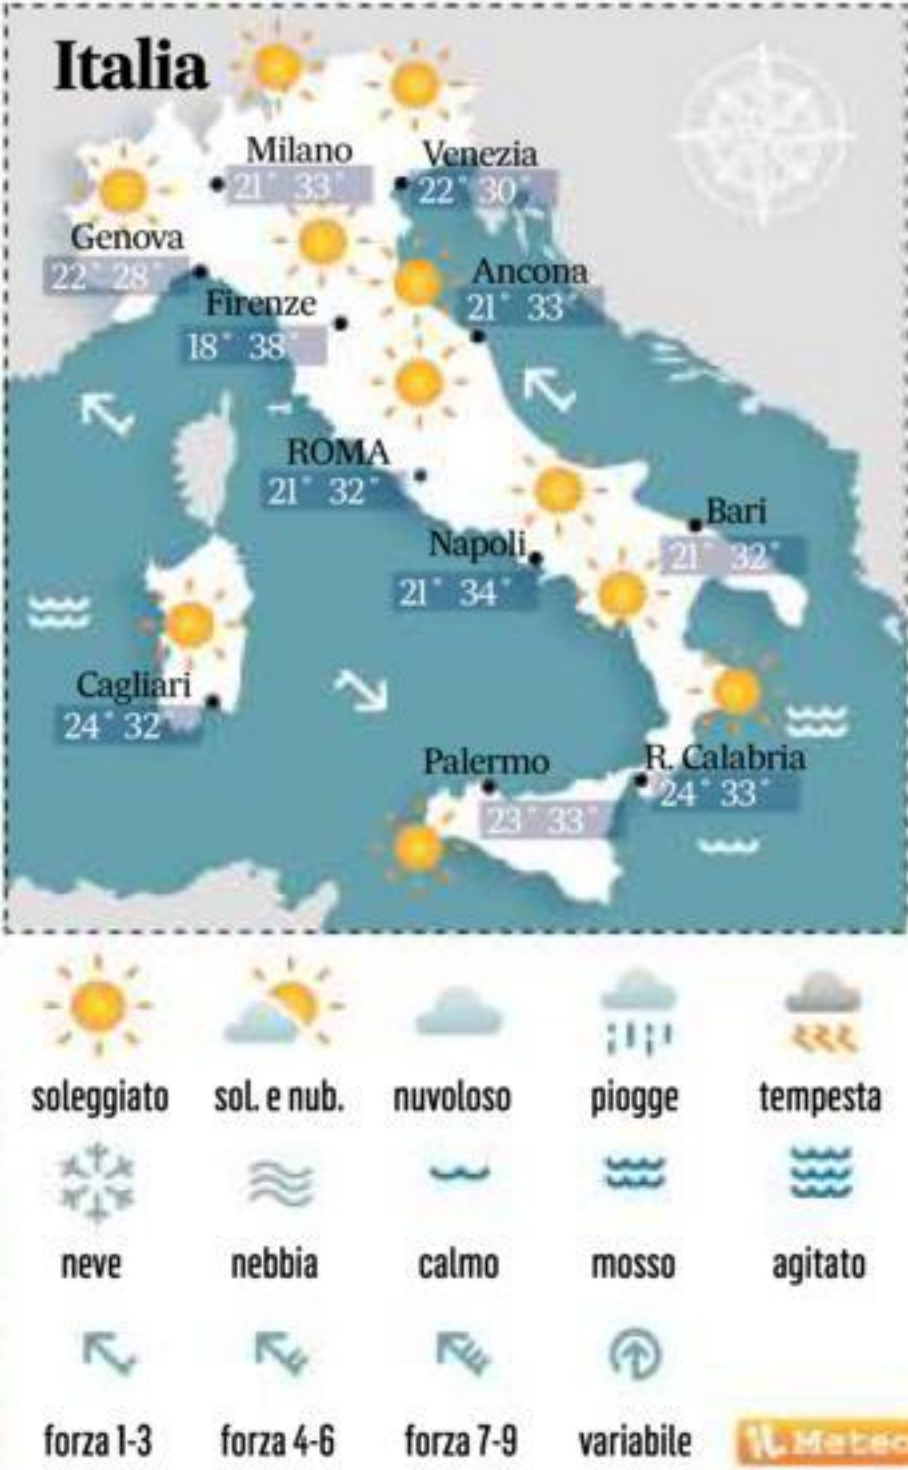 Italia
Milano
21° 33°
Venezia
22° 30°
Genova
22° 28°
Ancona
21° 33°
Firenze
18° 38°
ROMA
21° 32°
Bari
21° 32°
Napoli
21° 34°
Cagliari
24° 32°
Palermo
23° 33°
R. Calabria
24° 33°
soleggiato sol. e nub. nuvoloso piogge tempesta
neve nebbia calmo mosso agitato
forza 1-3 forza 4-6 forza 7-9 variabile
iL Meteo